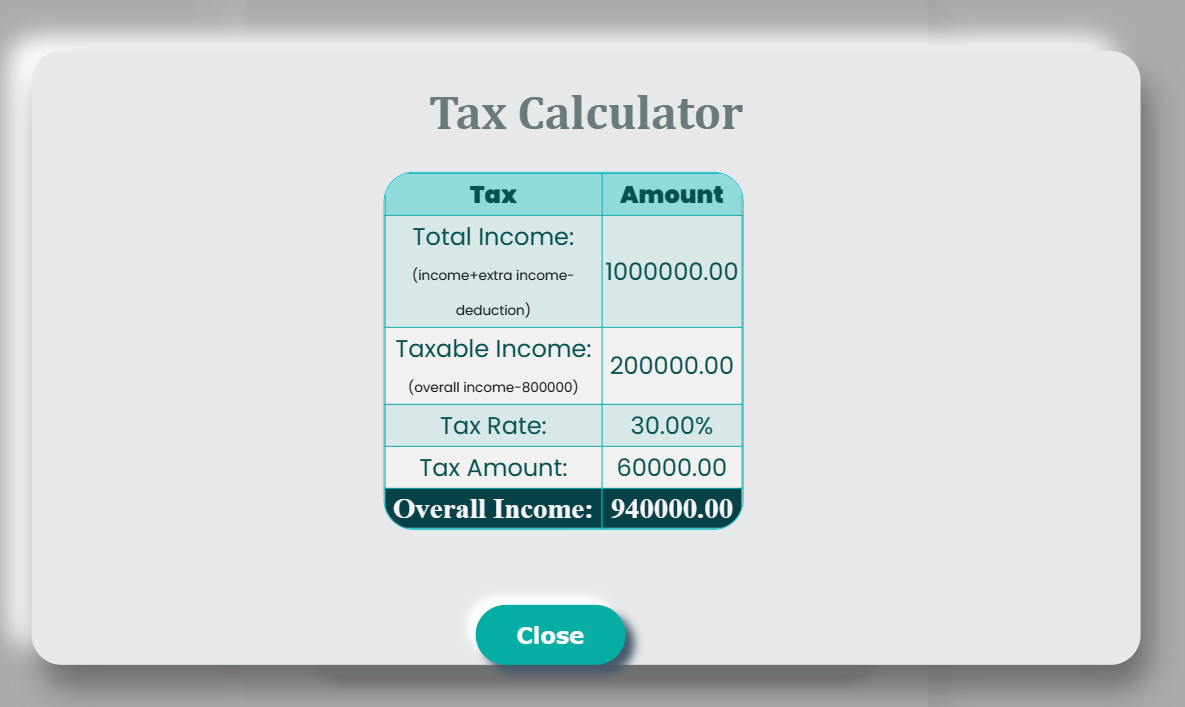 Tax Calculator
Tax Amount
Total Income:
(income+extra income-
deduction)
1000000.00
Taxable Income:
(overall income-800000)
200000.00
Tax Rate: 30.00%
Tax Amount: 60000.00
Overall Income: 940000.00
Close